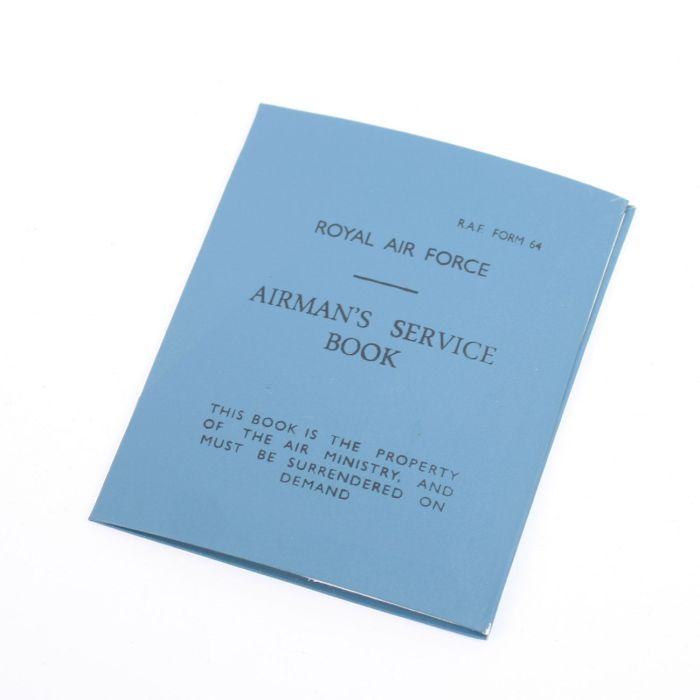 R.A.F. FORM 64
ROYAL AIR FORCE
AIRMAN'S SERVICE
BOOK
THIS BOOK IS THE PROPERTY
OF THE AIR MINISTRY, AND
MUST BE SURRENDERED ON
DEMAND